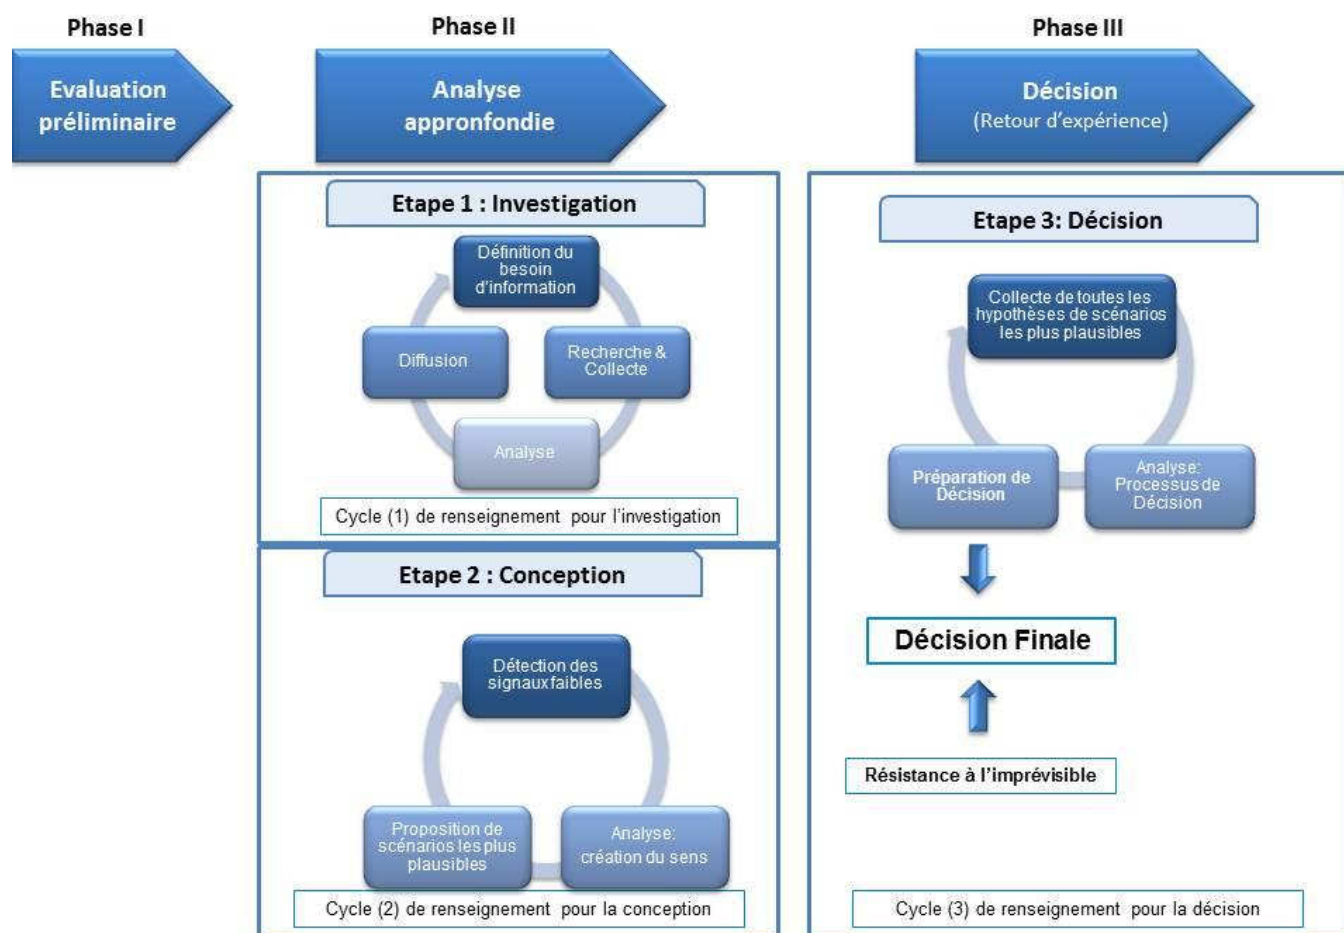 Phase I
Evaluation
préliminaire
Phase II
Analyse
appronfondie
Phase III
Décision
(Retour d'expérience)
Etape 1 : Investigation
Définition du
besoin
d'information
Diffusion
Recherche &
Collecte
Analyse
Cycle (1) de renseignement pour l'investigation
Etape 2 : Conception
Détection des
signaux faibles
Proposition de
scénarios les plus
plausibles
Analyse:
création du sens
Cycle (2) de renseignement pour la conception
Etape 3: Décision
Collecte de toutes les
hypothèses de scénarios
les plus plausibles
Préparation de
Décision
Analyse:
Processus de
Décision
Décision Finale
Résistance à l'imprévisible
Cycle (3) de renseignement pour la décision